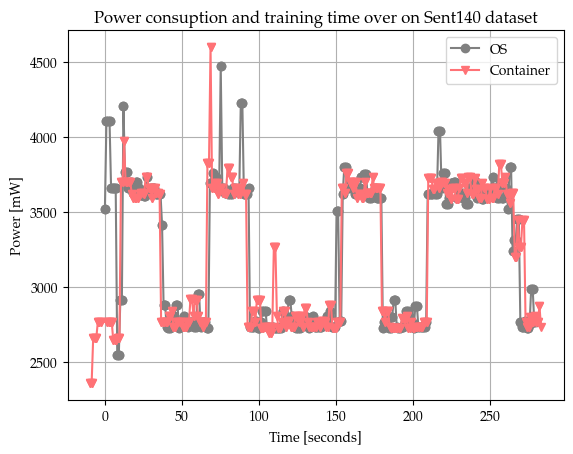 Power consuption and training time over on Sent140 dataset
OS
Container
Power [mW]
4500
4000
3500
3000
2500
0
50
100
150
200
250
Time [seconds]